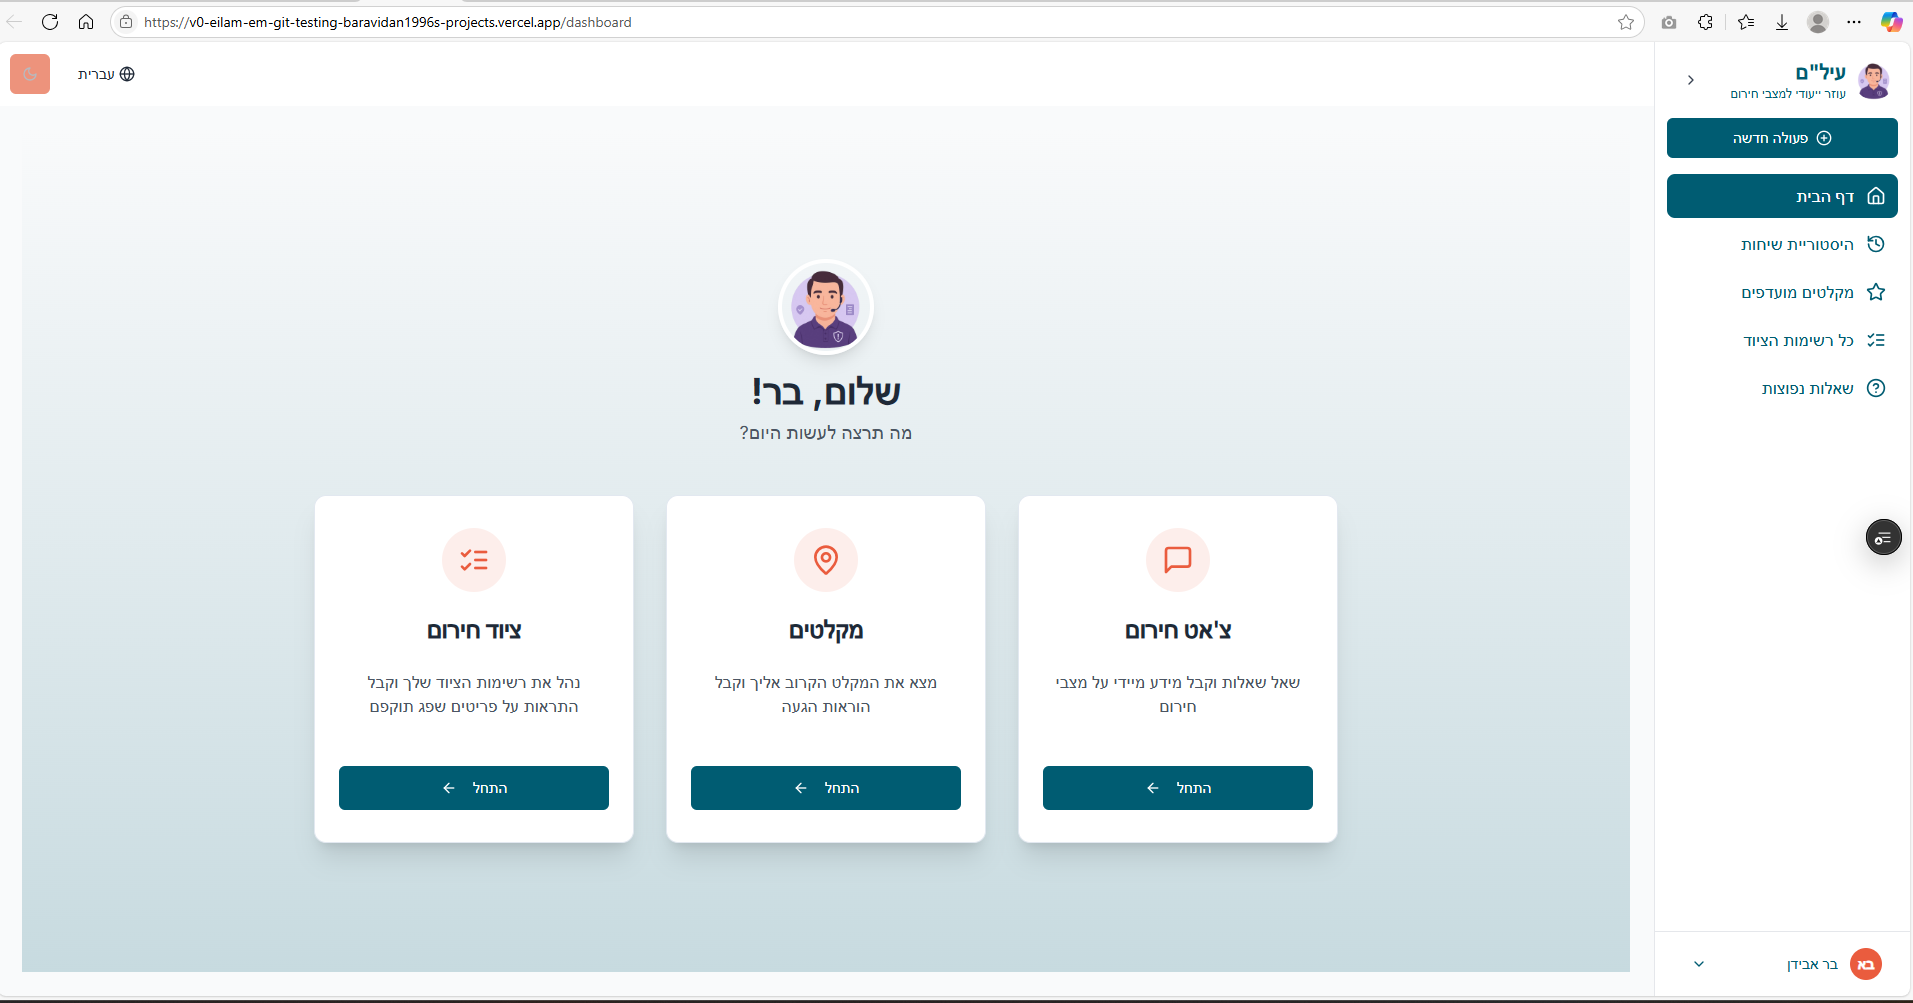 https://v0-eilam-em-git-testing-baravidan1996s-projects.vercel.app/dashboard
עברית
עיל"ם
עוזר ייעודי למצבי חירום
פעולה חדשה
דף הבית
היסטוריית שיחות
מקלטים מועדפים
כל רשימות הציוד
שאלות נפוצות
שלום, בר!
מה תרצה לעשות היום?
צ'אט חירום
שאל שאלות וקבל מידע מיידי על מצבי
חירום
התחל
מקלטים
מצא את המקלט הקרוב אליך וקבל
הוראות הגעה
התחל
ציוד חירום
נהל את רשימות הציוד שלך וקבל
התראות על פריטים שפג תוקפם
התחל
בא
בר אבידן